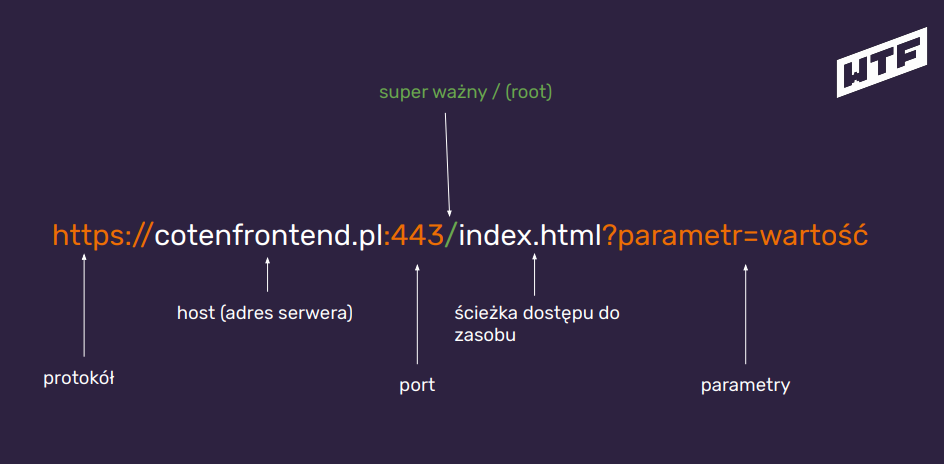 WTF
super ważny / (root)
https://cotenfrontend.pl:443/index.html?parametr=wartość
host (adres serwera)
ścieżka dostępu do
zasobu
protokół
port
parametry